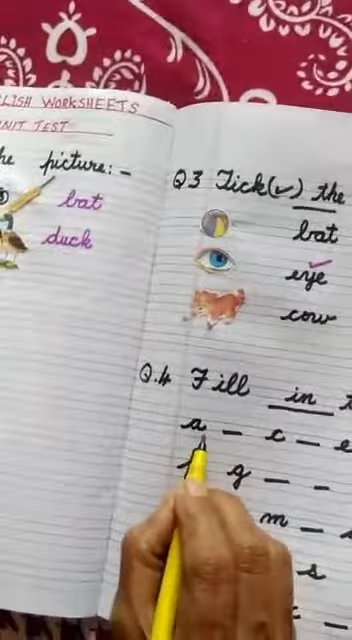 LISH WORKSHEETS
NIT TEST
he picture:-
bat
duck
Q3 Tick(✓) the
bat
eye ✓
cow
Q.4 Fill in t
a _ c _ e
g _ _
m _
s